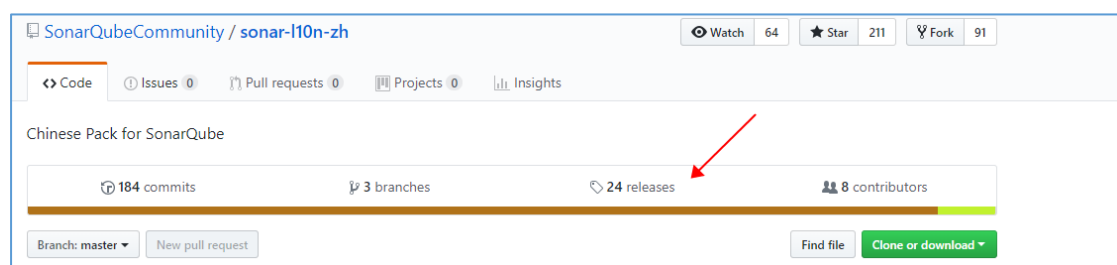 SonarQubeCommunity / sonar-l10n-zh Watch 64 Star 211 Fork 91
<> Code Issues 0 Pull requests 0 Projects 0 Insights
Chinese Pack for SonarQube
184 commits 3 branches 24 releases 8 contributors
Branch: master New pull request Find file Clone or download